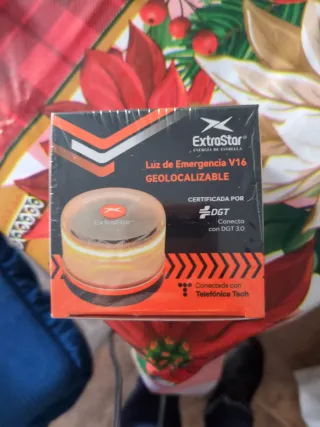 ExtraStar®
ENERGÍA DE ESTRELLA
Luz de Emergencia V16
GEOLOCALIZABLE
CERTIFICADA POR
DGT
Conecta
con DGT 3.0
ExtraStar
Conectada con
Telefónica Tech